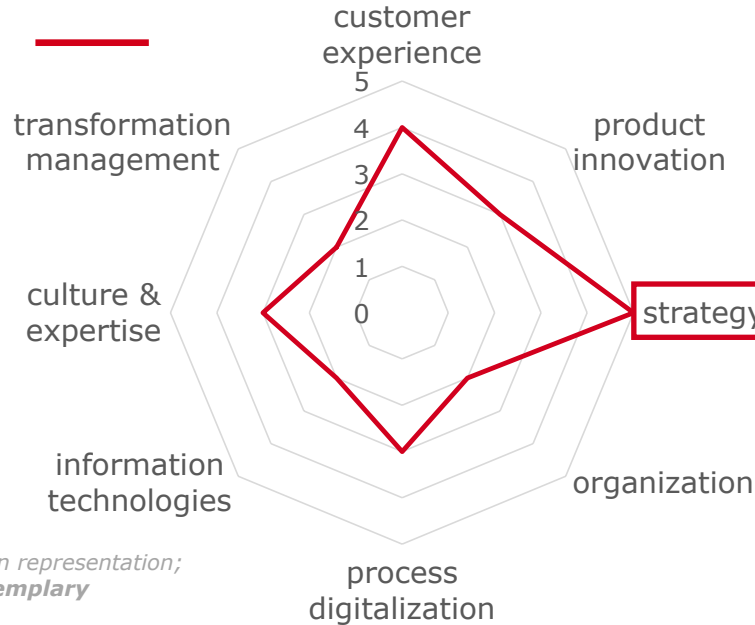 customer
experience
5
transformation
management
4
product
innovation
3
2
culture &
expertise
1
0
strategy
information
technologies
organization
process
digitalization
n representation;
emplary